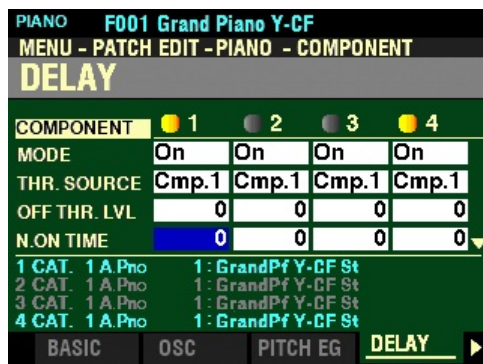 PIANO F001 Grand Piano Y-CF
MENU - PATCH EDIT - PIANO - COMPONENT
DELAY
COMPONENT 1 2 3 4
MODE On On On On
THR. SOURCE Cmp.1 Cmp.1 Cmp.1 Cmp.1
OFF THR. LVL 0 0 0 0
N.ON TIME 0 0 0 0
1 CAT. 1 A.Pno 1: GrandPf Y-CF St
2 CAT. 1 A.Pno 1: GrandPf Y-CF St
3 CAT. 1 A.Pno 1: GrandPf Y-CF St
4 CAT. 1 A.Pno 1: GrandPf Y-CF St
BASIC OSC PITCH EG DELAY